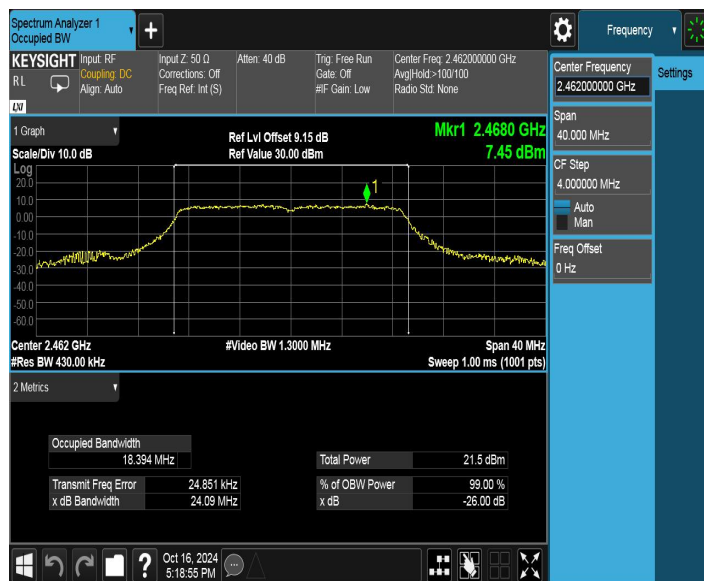 Spectrum Analyzer 1
Occupied BW
+
Frequency
KEYSIGHT
R L
LXI
Input: RF
Coupling: DC
Align: Auto
Input Z: 50 Ω
Corrections: Off
Freq Ref: Int (S)
Atten: 40 dB
Trig: Free Run
Gate: Off
#IF Gain: Low
Center Freq: 2.462000000 GHz
Avg|Hold:>100/100
Radio Std: None
Center Frequency
2.462000000 GHz
Settings
Span
40.000 MHz
CF Step
4.000000 MHz
Auto
Man
Freq Offset
0 Hz
1 Graph
Scale/Div 10.0 dB
Ref Lvl Offset 9.15 dB
Ref Value 30.00 dBm
Mkr1 2.4680 GHz
7.45 dBm
Log
20.0
10.0
0.00
-10.0
-20.0
-30.0
-40.0
-50.0
-60.0
1
Center 2.462 GHz
#Video BW 1.3000 MHz
Span 40 MHz
#Res BW 430.00 kHz
Sweep 1.00 ms (1001 pts)
2 Metrics
Occupied Bandwidth
18.394 MHz
Total Power 21.5 dBm
Transmit Freq Error 24.851 kHz
% of OBW Power 99.00 %
x dB Bandwidth 24.09 MHz
x dB -26.00 dB
?
Oct 16, 2024
5:18:55 PM